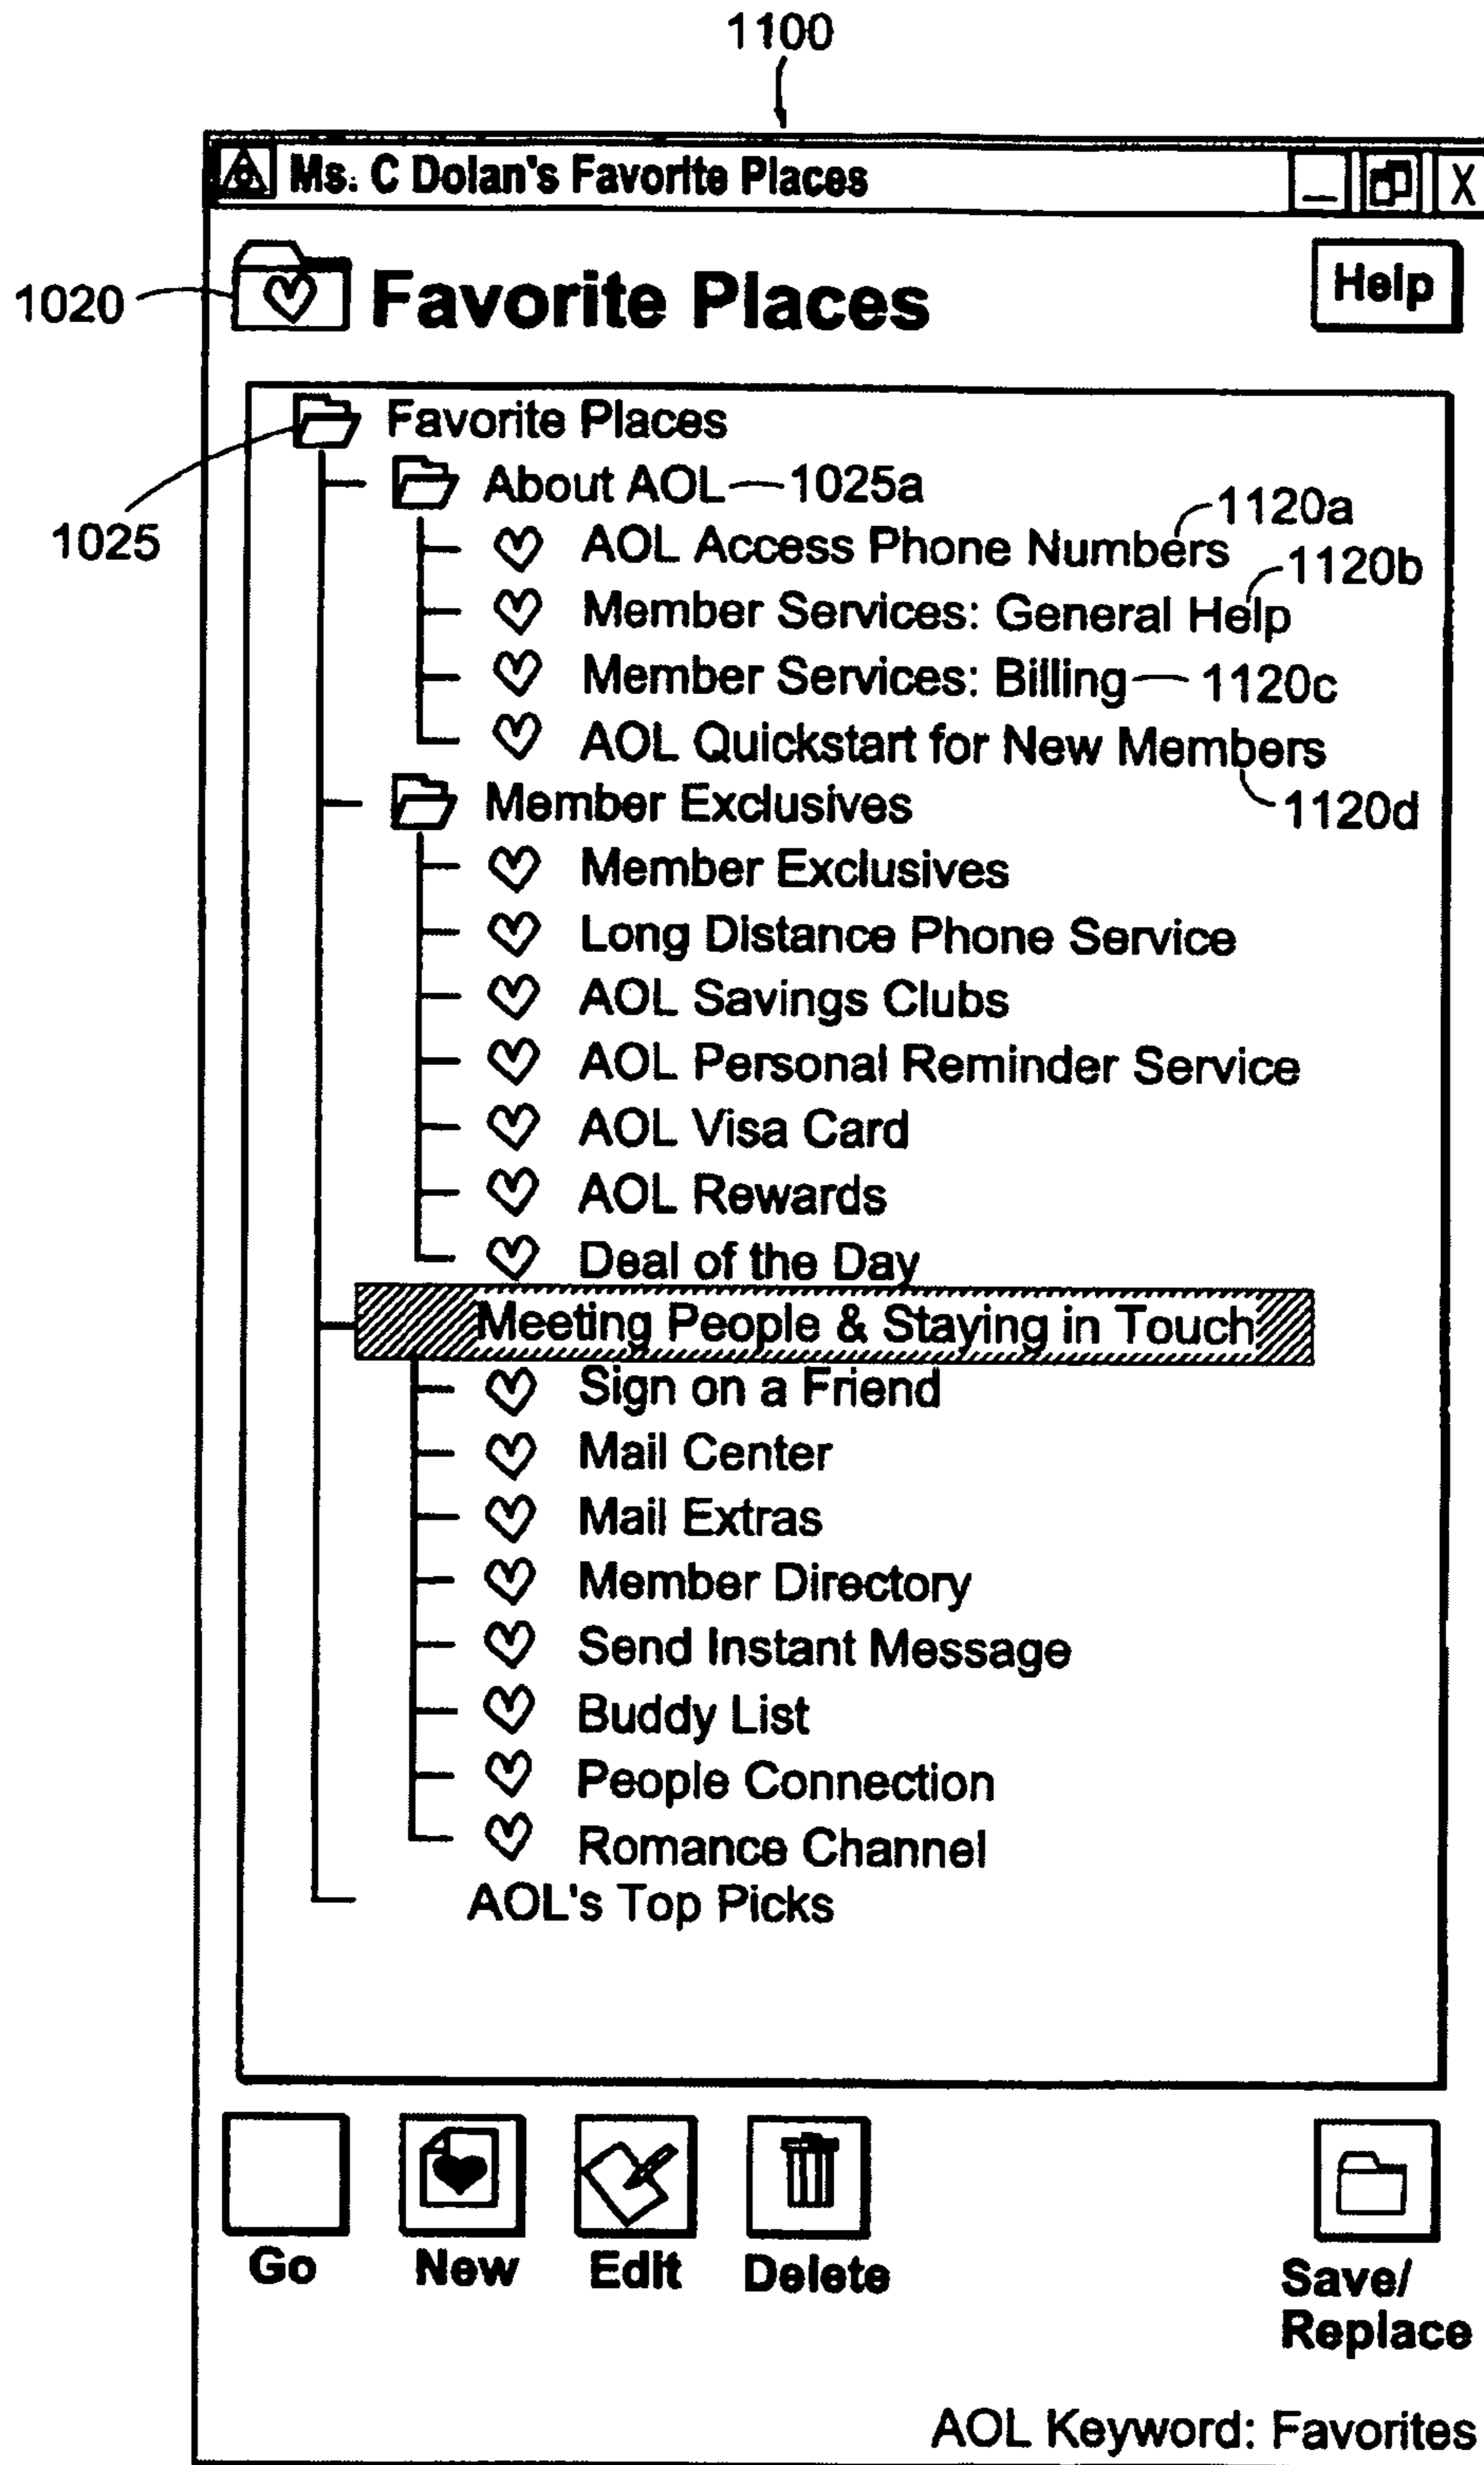 1100
Ms. C Dolan's Favorite Places
X
1020
Favorite Places
Help
Favorite Places
About AOL 1025a
1120a
1025
AOL Access Phone Numbers
1120b
Member Services: General Help
Member Services: Billing 1120c
AOL Quickstart for New Members
Member Exclusives
1120d
Member Exclusives
Long Distance Phone Service
AOL Savings Clubs
AOL Personal Reminder Service
AOL Visa Card
AOL Rewards
Deal of the Day
Meeting People & Staying in Touch
Sign on a Friend
Mail Center
Mail Extras
Member Directory
Send Instant Message
Buddy List
People Connection
Romance Channel
AOL's Top Picks
Go New Edit Delete Save/
Replace
AOL Keyword: Favorites